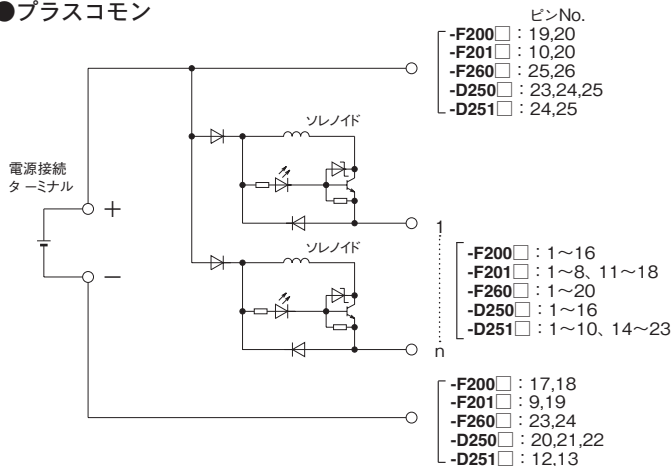 ●プラスコモン
ピンNo.
-F200□：19,20
-F201□：10,20
-F260□：25,26
-D250□：23,24,25
-D251□：24,25
ソレノイド
電源接続
ターミナル
+
−
1
ソレノイド
-F200□：1～16
-F201□：1～8、11～18
-F260□：1～20
-D250□：1～16
-D251□：1～10、14～23
n
-F200□：17,18
-F201□：9,19
-F260□：23,24
-D250□：20,21,22
-D251□：12,13